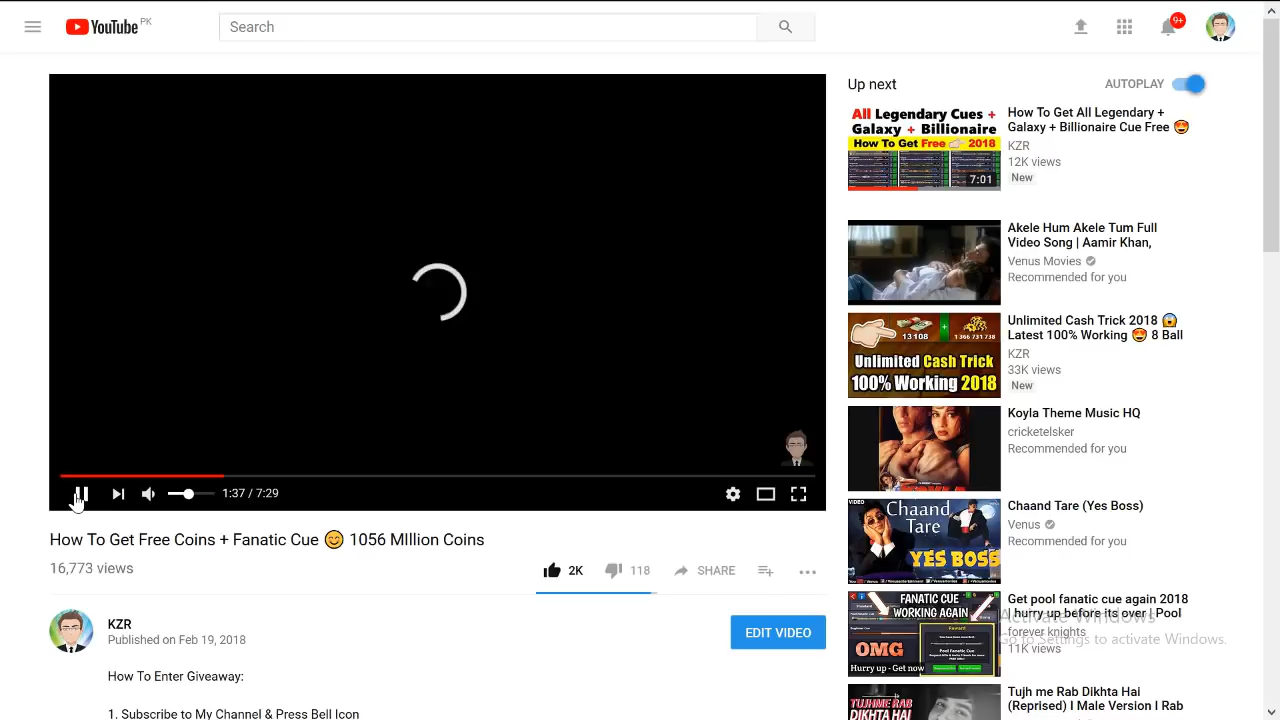 YouTube PK
Search
9+
Up next
AUTOPLAY
All Legendary Cues +
Galaxy + Billionaire
How To Get Free 2018
7:01
How To Get All Legendary +
Galaxy + Billionaire Cue Free 😍
KZR
12K views
New
Akele Hum Akele Tum Full
Video Song | Aamir Khan,
Venus Movies
Recommended for you
13 108
1 366 731 738
Unlimited Cash Trick
100% Working 2018
Unlimited Cash Trick 2018 😱
Latest 100% Working 😍 8 Ball
KZR
33K views
New
Koyla Theme Music HQ
cricketelsker
Recommended for you
1:37 / 7:29
VIDEO
Chaand
Tare
YES BOSS
Chaand Tare (Yes Boss)
Venus
Recommended for you
How To Get Free Coins + Fanatic Cue 😊 1056 MIllion Coins
16,773 views
2K
118
SHARE
FANATIC CUE
WORKING AGAIN
OMG
Hurry up - Get now
Get pool fanatic cue again 2018
| hurry up before its over | Pool
forever knights
11K views
Activate Windows
Go to Settings to activate Windows.
KZR
Published on Feb 19, 2018
EDIT VIDEO
How To Enter Giveaway
1. Subscribe to My Channel & Press Bell Icon
TUJHME RAB
DIKHTA HAI
Tujh me Rab Dikhta Hai
(Reprised) I Male Version I Rab